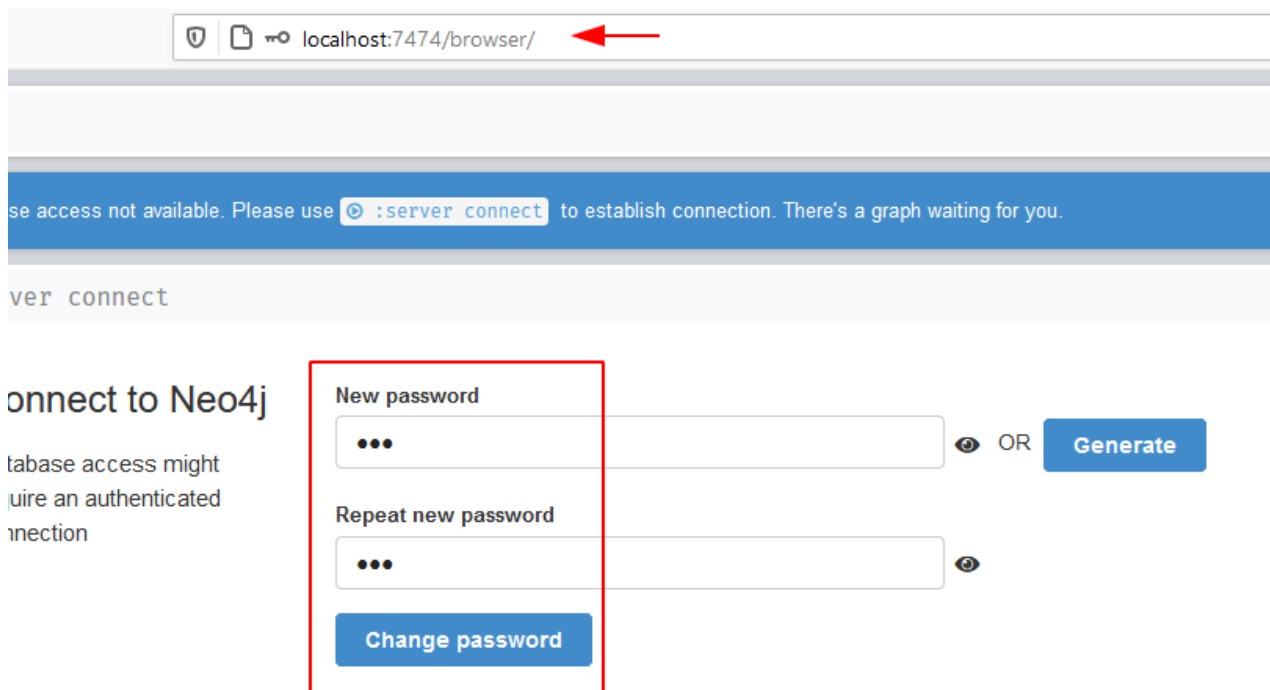 localhost:7474/browser/
se access not available. Please use :server connect to establish connection. There's a graph waiting for you.
ver connect
onnect to Neo4j
tabase access might
uire an authenticated
nnection
New password
•••
OR
Generate
Repeat new password
•••
Change password